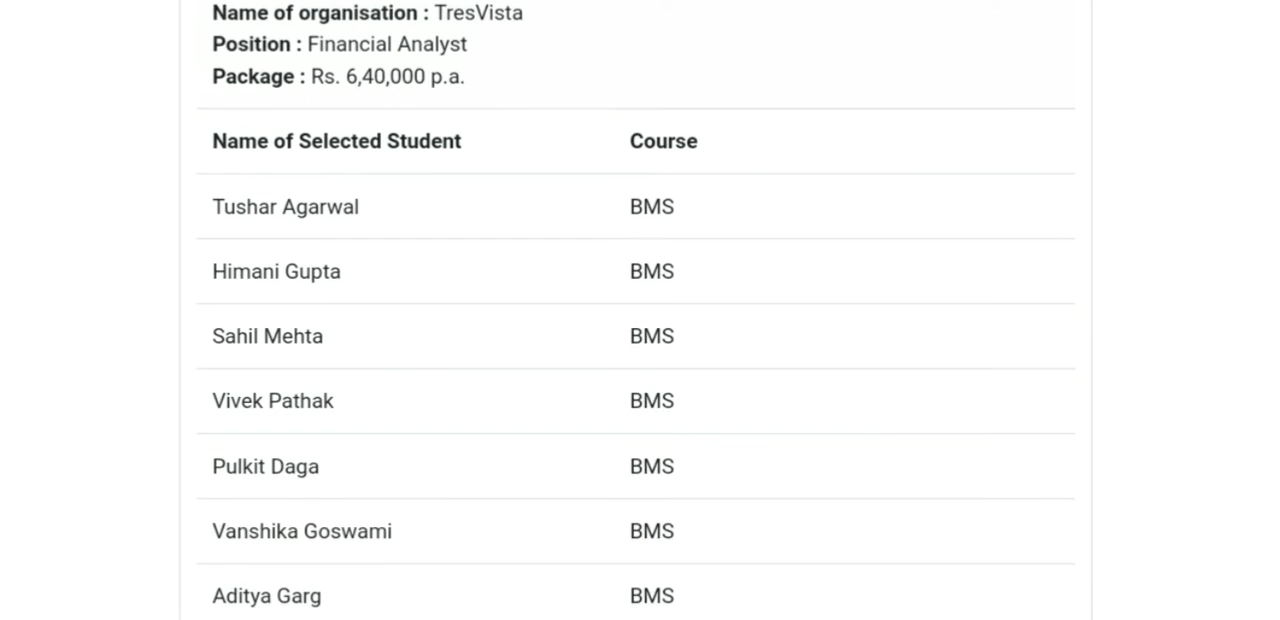 Name of organisation : TresVista
Position : Financial Analyst
Package : Rs. 6,40,000 p.a.
Name of Selected Student Course
Tushar Agarwal BMS
Himani Gupta BMS
Sahil Mehta BMS
Vivek Pathak BMS
Pulkit Daga BMS
Vanshika Goswami BMS
Aditya Garg BMS